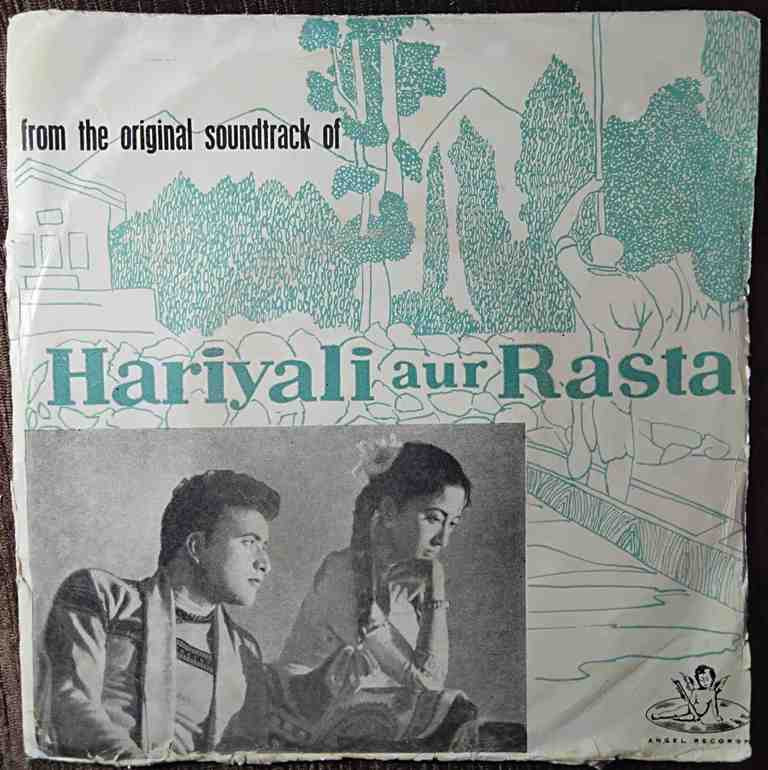 from the original soundtrack of
Hariyali aur Rasta
ANGEL RECORDS